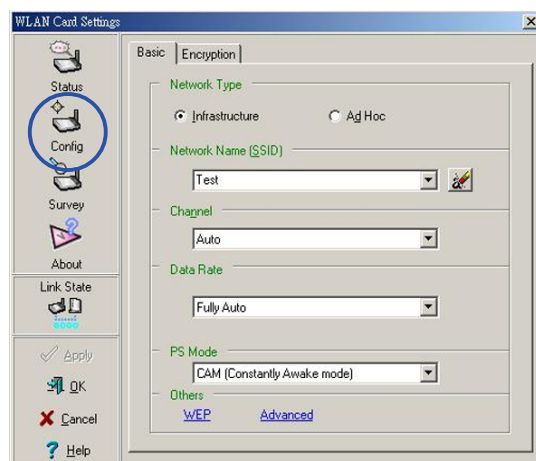 WLAN Card Settings
Status
Config
Survey
About
Link State
Apply
OK
Cancel
Help
Basic
Encryption
Network Type
Infrastructure
Ad Hoc
Network Name (SSID)
Test
Channel
Auto
Data Rate
Fully Auto
PS Mode
CAM (Constantly Awake mode)
Others
WEP Advanced